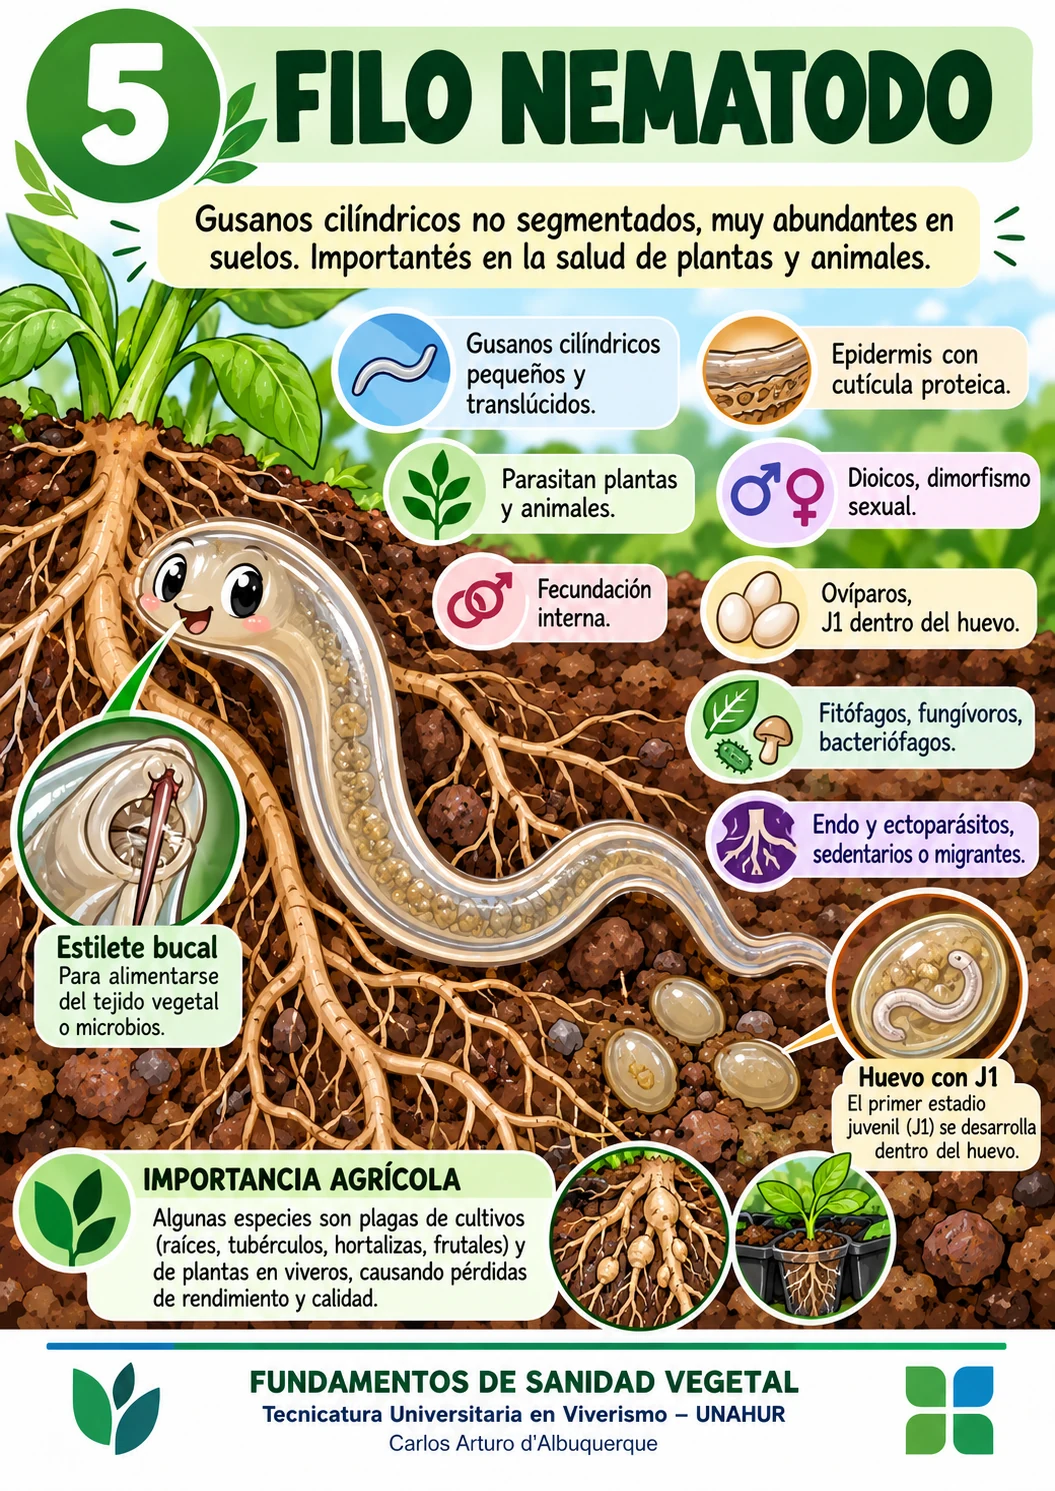 5
FILO NEMATODO
Gusanos cilíndricos no segmentados, muy abundantes en
suelos. Importantés en la salud de plantas y animales.
Gusanos cilíndricos
pequeños y
translúcidos.
Epidermis con
cutícula proteica.
Parasitan plantas
y animales.
Dioicos, dimorfismo
sexual.
Fecundación
interna.
Ovíparos,
J1 dentro del huevo.
Fitófagos, fungívoros,
bacteriófagos.
Endo y ectoparásitos,
sedentarios o migrantes.
Estilete bucal
Para alimentarse
del tejido vegetal
o microbios.
Huevo con J1
El primer estadio
juvenil (J1) se desarrolla
dentro del huevo.
IMPORTANCIA AGRÍCOLA
Algunas especies son plagas de cultivos
(raíces, tubérculos, hortalizas, frutales) y
de plantas en viveros, causando pérdidas
de rendimiento y calidad.
FUNDAMENTOS DE SANIDAD VEGETAL
Tecnicatura Universitaria en Viverismo – UNAHUR
Carlos Arturo d'Albuquerque